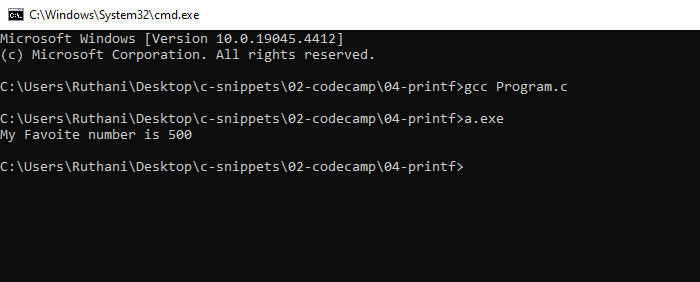 C:\Windows\System32\cmd.exe
Microsoft Windows [Version 10.0.19045.4412]
(c) Microsoft Corporation. All rights reserved.
C:\Users\Ruthani\Desktop\c-snippets\02-codecamp\04-printf>gcc Program.c
C:\Users\Ruthani\Desktop\c-snippets\02-codecamp\04-printf>a.exe
My Favoite number is 500
C:\Users\Ruthani\Desktop\c-snippets\02-codecamp\04-printf>